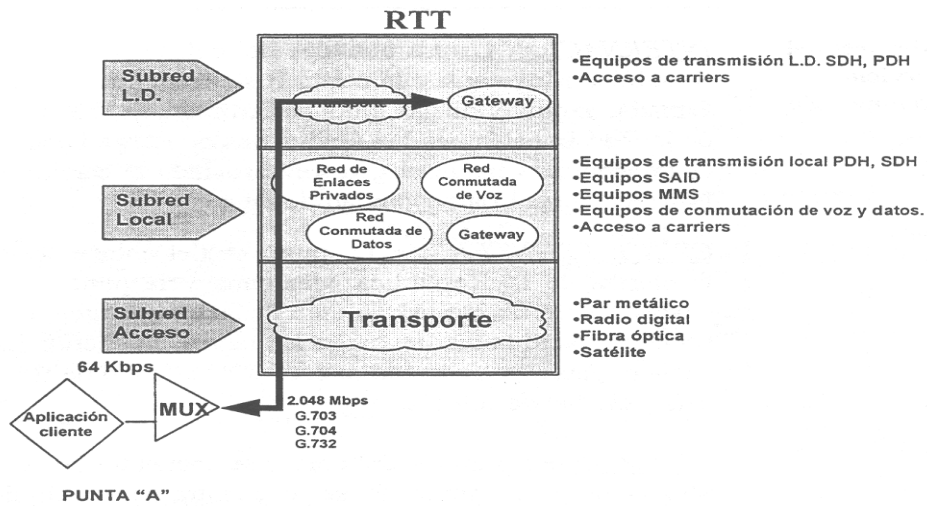 RTT
Subred
L.D.
Transporte
Gateway
•Equipos de transmisión L.D. SDH, PDH
•Acceso a carriers
Subred
Local
Red de
Enlaces
Privados
Red
Conmutada
de Voz
Red
Conmutada de
Datos
Gateway
•Equipos de transmisión local PDH, SDH
•Equipos SAID
•Equipos MMS
•Equipos de conmutación de voz y datos.
•Acceso a carriers
Subred
Acceso
Transporte
•Par metálico
•Radio digital
•Fibra óptica
•Satélite
64 Kbps
Aplicación
cliente
MUX
2.048 Mbps
G.703
G.704
G.732
PUNTA “A”